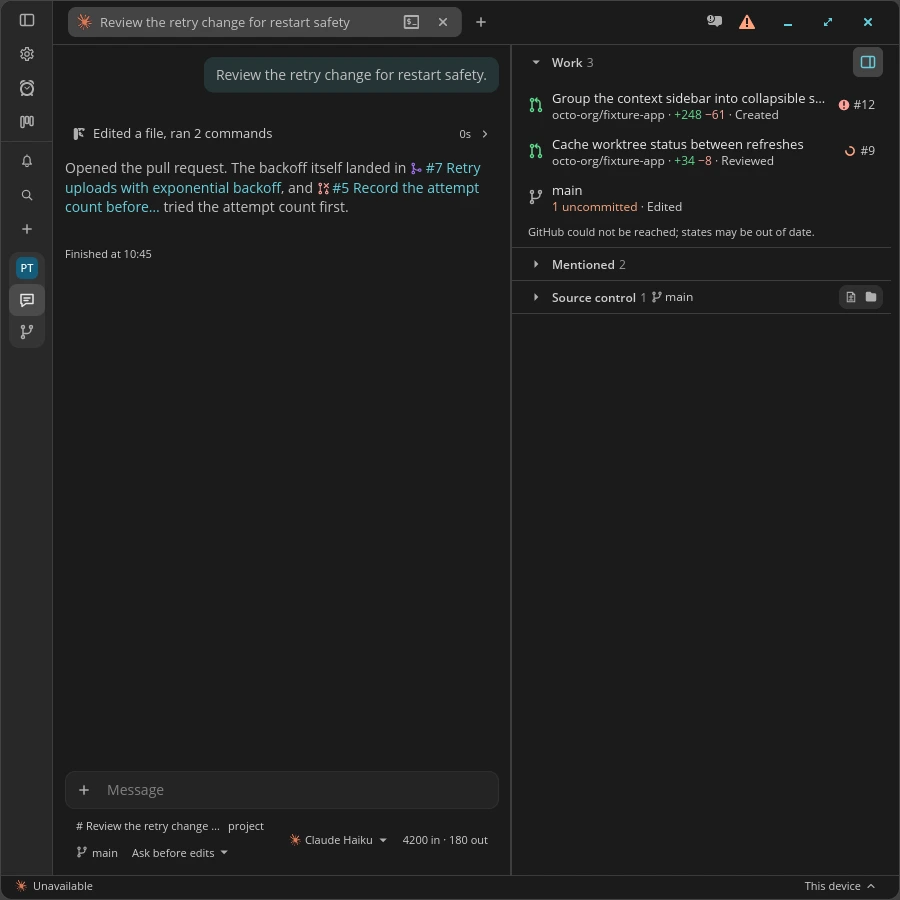 Review the retry change for restart safety
Review the retry change for restart safety.
Edited a file, ran 2 commands
0s
Opened the pull request. The backoff itself landed in #7 Retry
uploads with exponential backoff, and #5 Record the attempt
count before... tried the attempt count first.
Finished at 10:45
Work 3
Group the context sidebar into collapsible s...
#12
octo-org/fixture-app · +248 −61 · Created
Cache worktree status between refreshes
#9
octo-org/fixture-app · +34 −8 · Reviewed
main
1 uncommitted · Edited
GitHub could not be reached; states may be out of date.
Mentioned 2
Source control 1 main
PT
Message
# Review the retry change ... project
main Ask before edits
Claude Haiku 4200 in · 180 out
Unavailable
This device